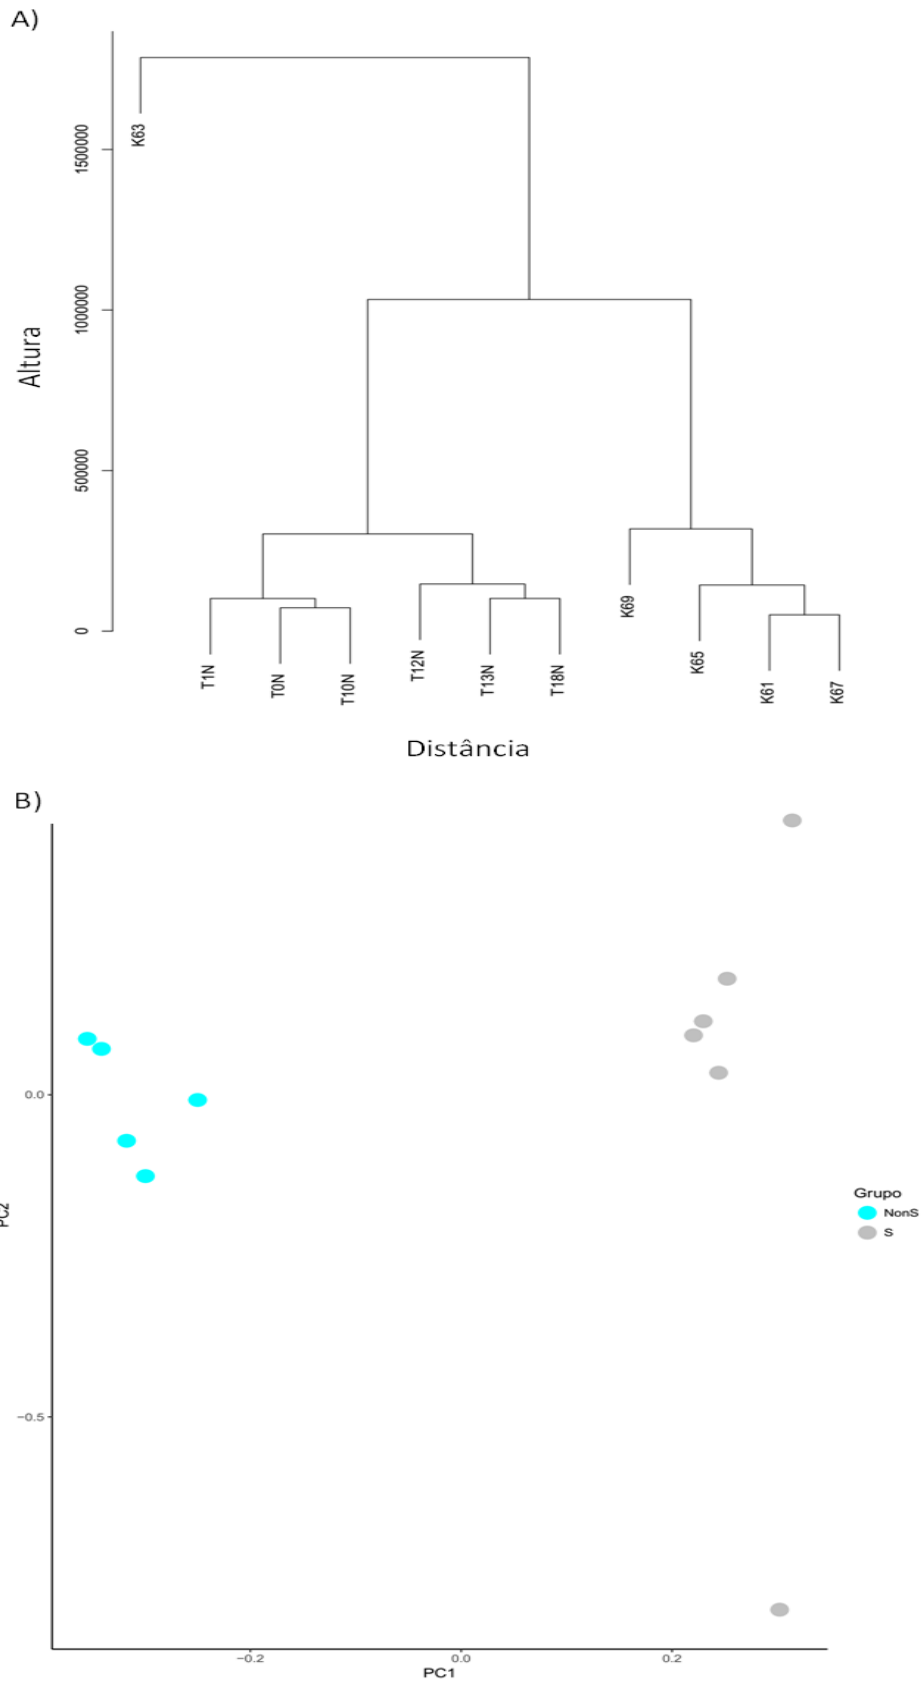 A)
K63
1500000
1000000
Altura
500000
K69
0
T12N
K65
T1N
T0N
T10N
T13N
T18N
K61
K67
Distância
B)
0.0
Grupo
NonS
PC2
S
−0.5
−0.2
0.0
0.2
PC1